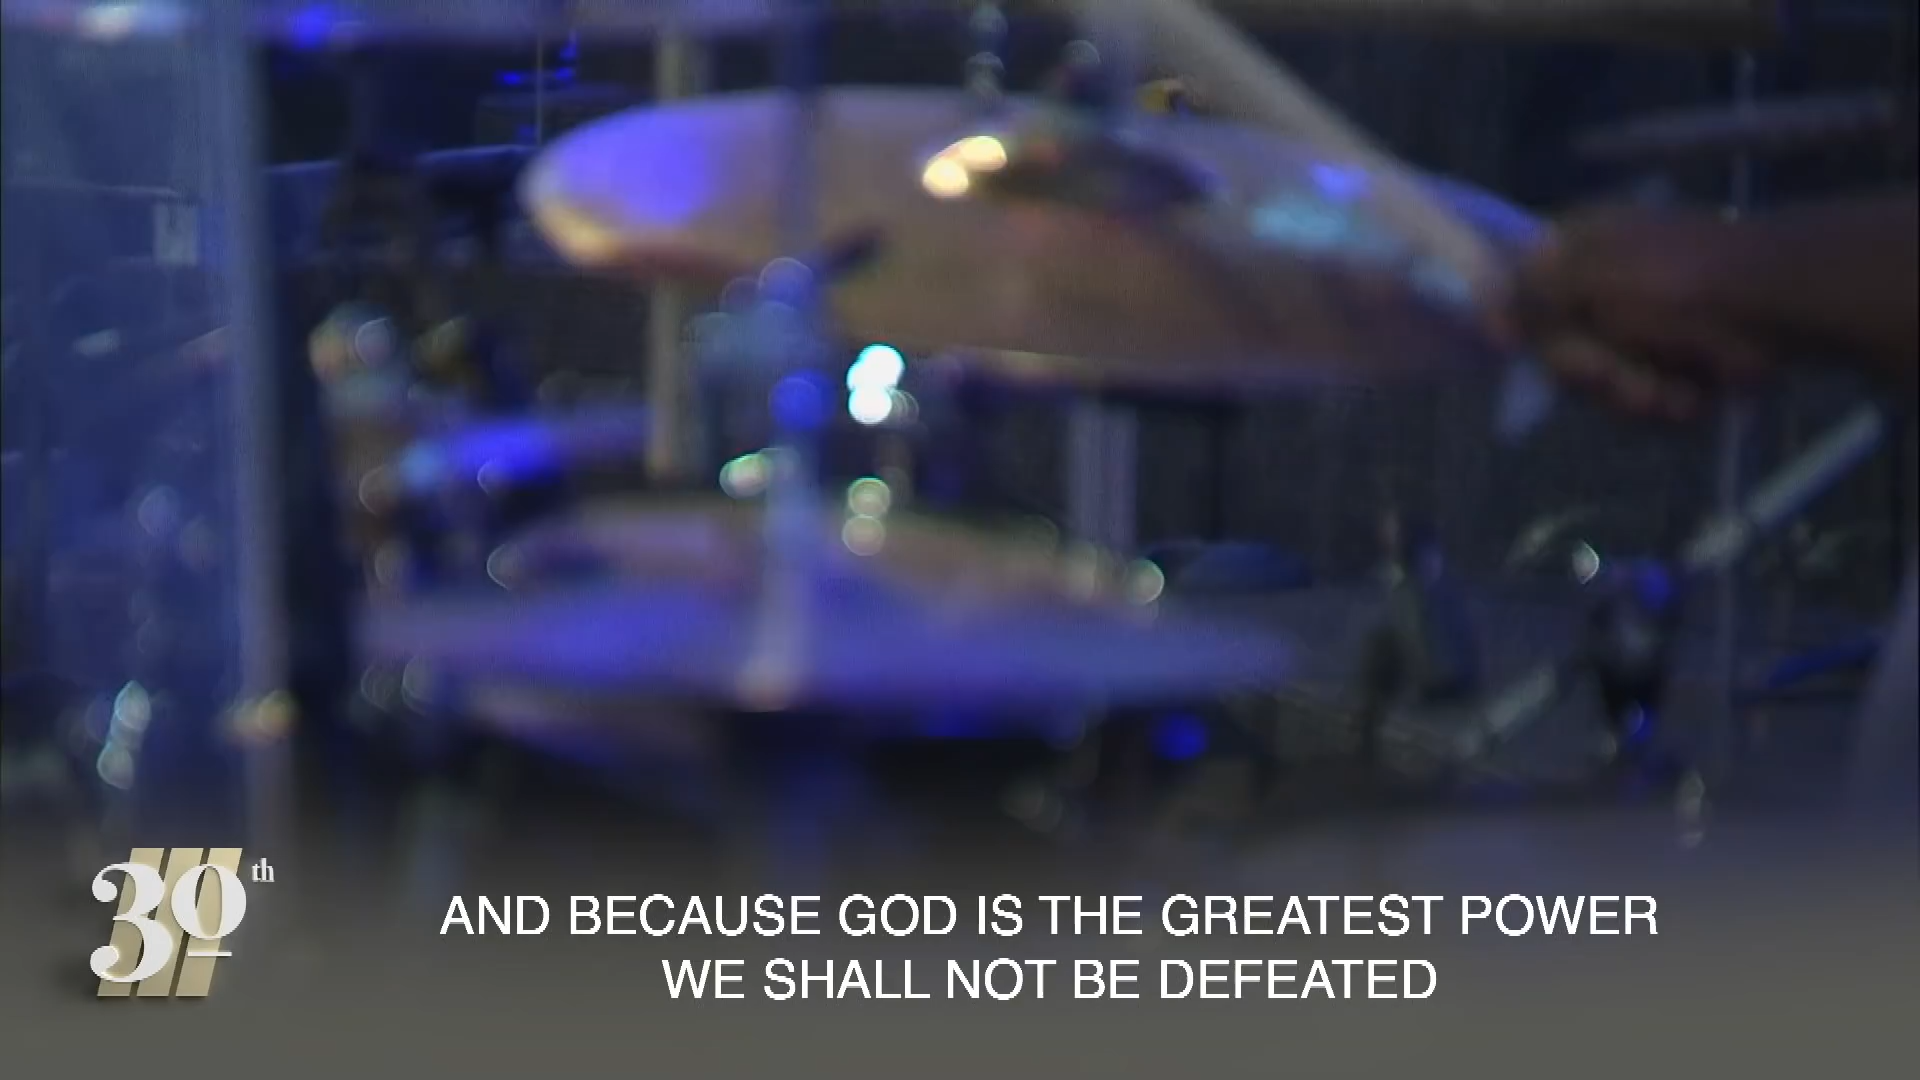 30th
AND BECAUSE GOD IS THE GREATEST POWER
WE SHALL NOT BE DEFEATED